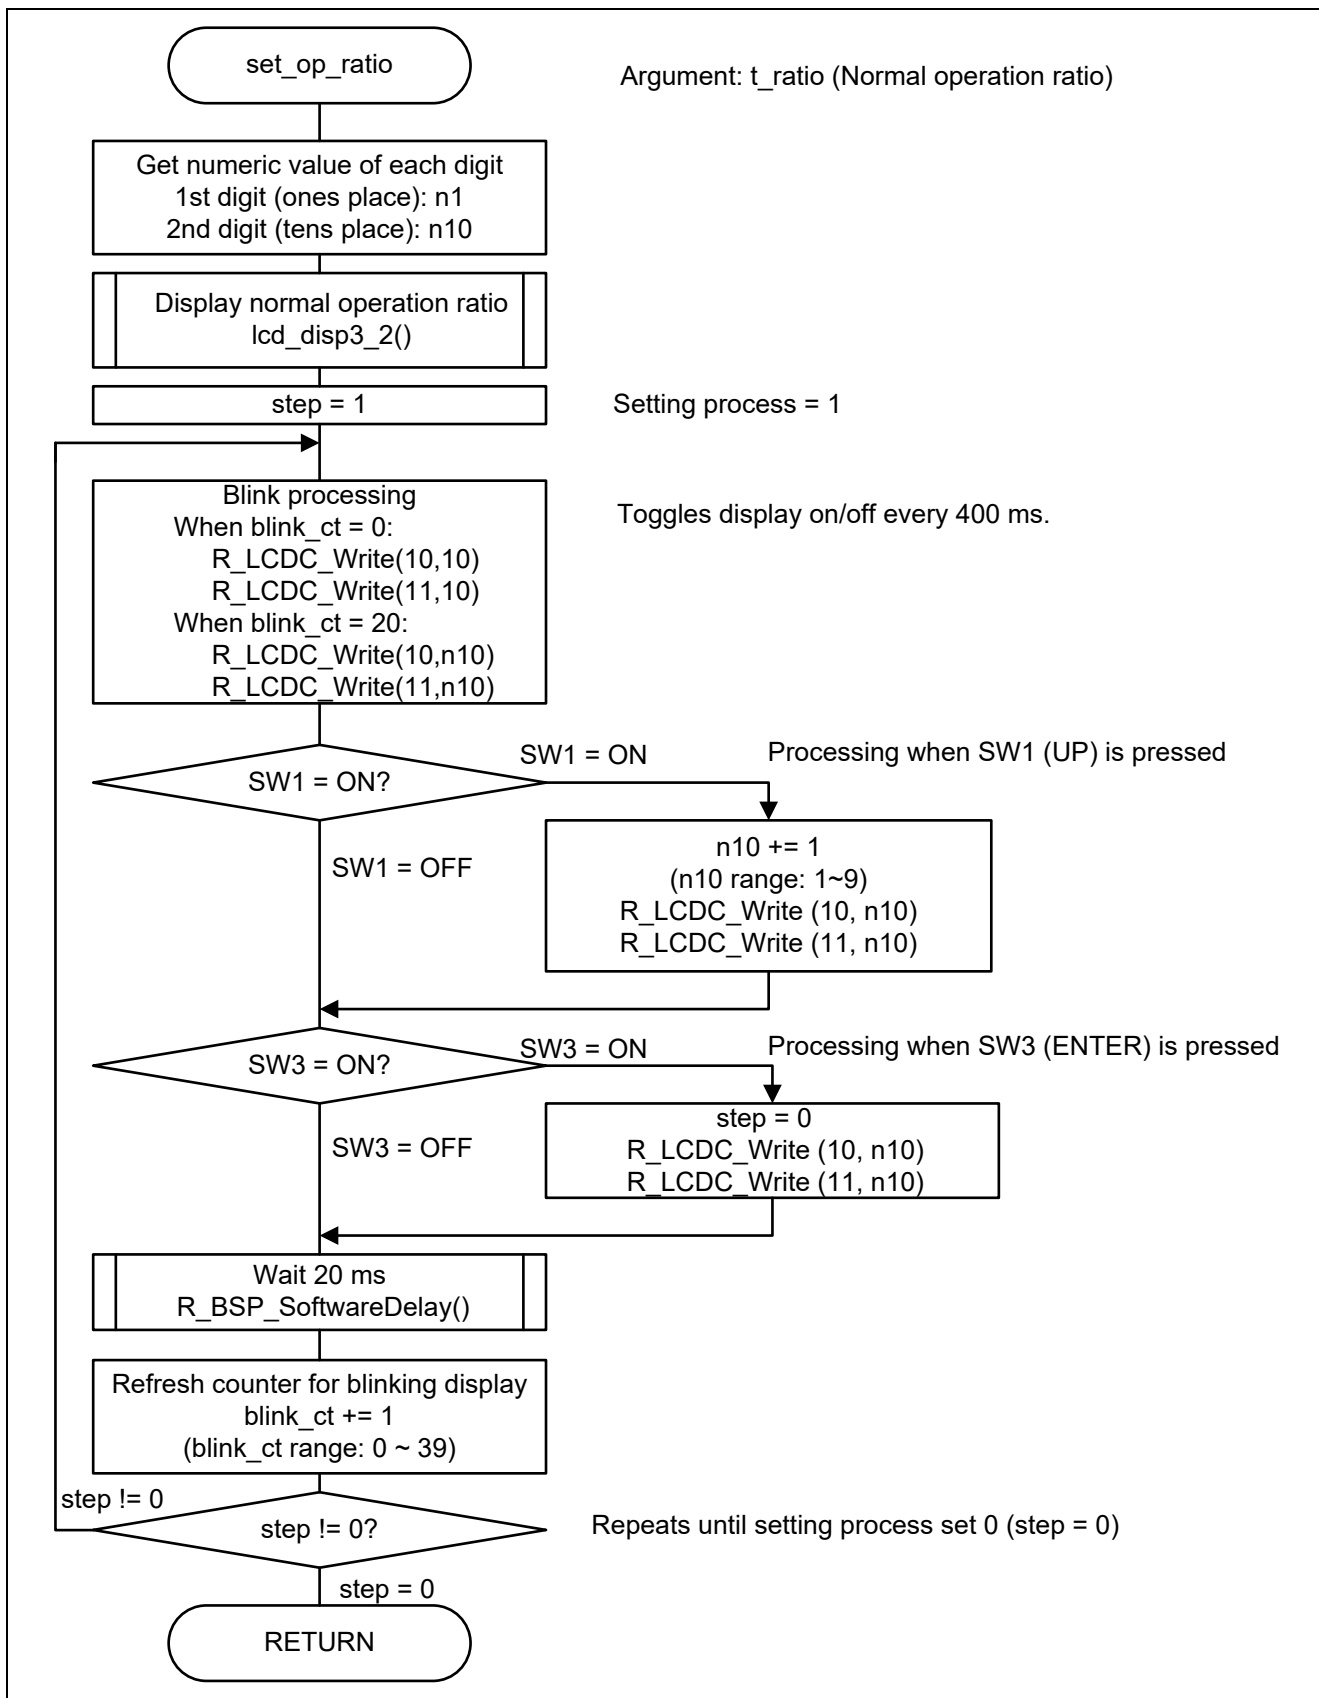 set_op_ratio
Argument: t_ratio (Normal operation ratio)
Get numeric value of each digit
1st digit (ones place): n1
2nd digit (tens place): n10
Display normal operation ratio
lcd_disp3_2()
step = 1
Setting process = 1
Blink processing
When blink_ct = 0:
R_LCDC_Write(10,10)
R_LCDC_Write(11,10)
When blink_ct = 20:
R_LCDC_Write(10,n10)
R_LCDC_Write(11,n10)
Toggles display on/off every 400 ms.
SW1 = ON?
SW1 = ON
Processing when SW1 (UP) is pressed
SW1 = OFF
n10 += 1
(n10 range: 1~9)
R_LCDC_Write (10, n10)
R_LCDC_Write (11, n10)
SW3 = ON?
SW3 = ON
Processing when SW3 (ENTER) is pressed
SW3 = OFF
step = 0
R_LCDC_Write (10, n10)
R_LCDC_Write (11, n10)
Wait 20 ms
R_BSP_SoftwareDelay()
Refresh counter for blinking display
blink_ct += 1
(blink_ct range: 0 ~ 39)
step != 0
step != 0?
Repeats until setting process set 0 (step = 0)
step = 0
RETURN